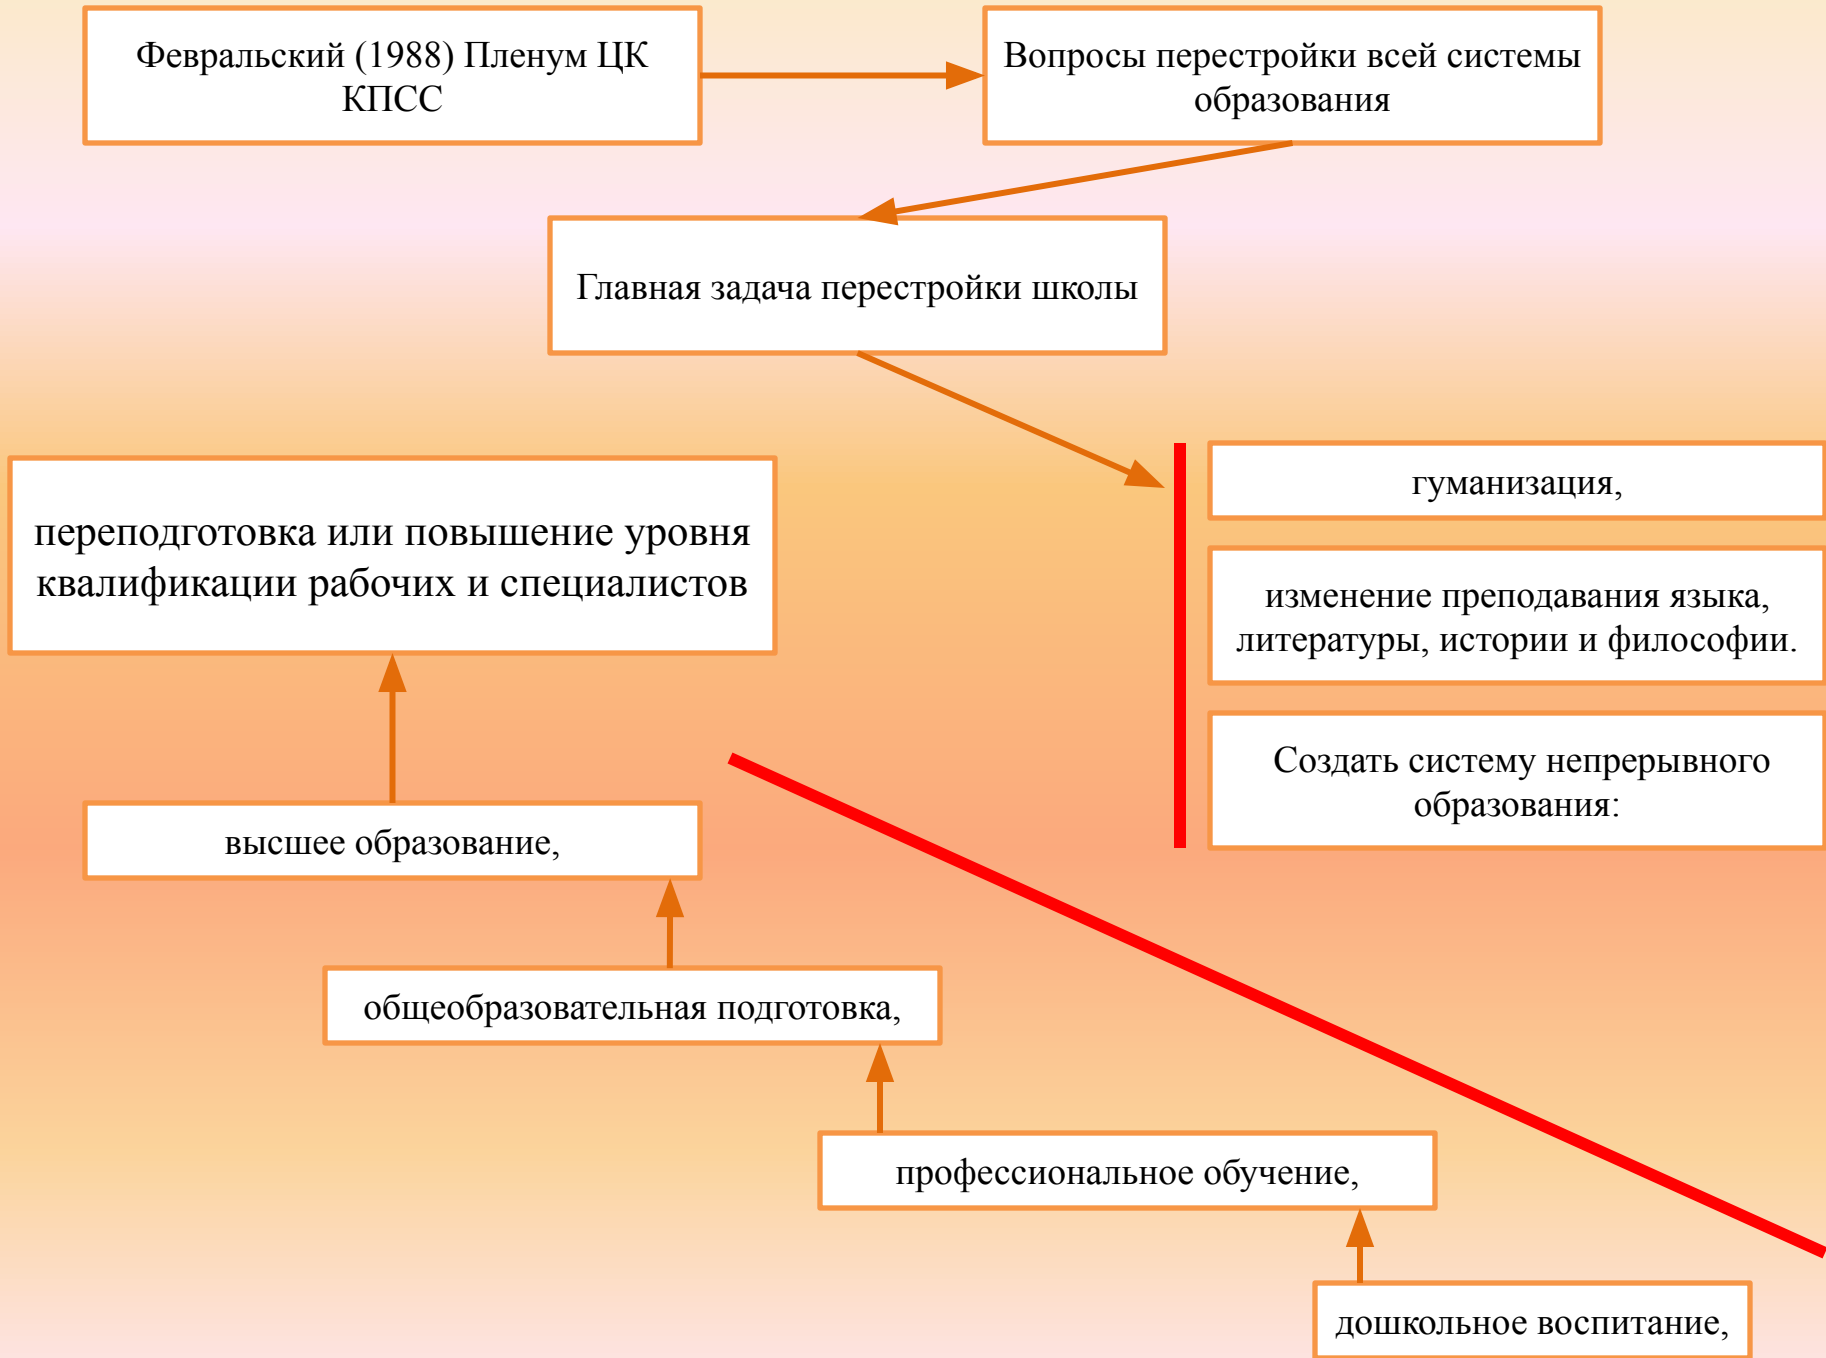 Февральский (1988) Пленум ЦК
КПСС
Вопросы перестройки всей системы
образования
Главная задача перестройки школы
гуманизация,
изменение преподавания языка,
литературы, истории и философии.
Создать систему непрерывного
образования:
переподготовка или повышение уровня
квалификации рабочих и специалистов
высшее образование,
общеобразовательная подготовка,
профессиональное обучение,
дошкольное воспитание,